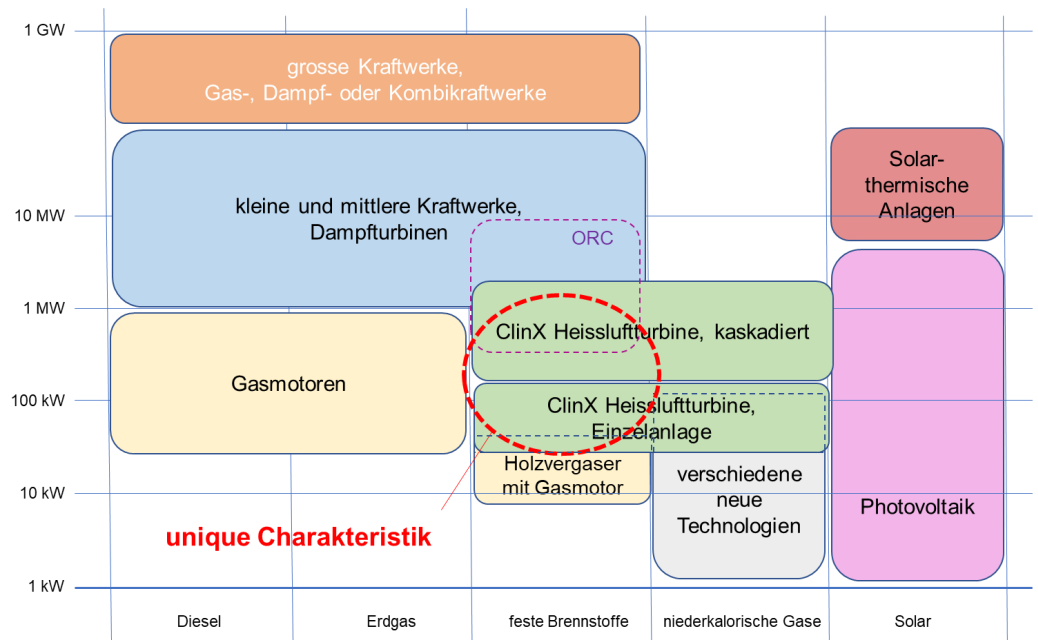 1 GW
grosse Kraftwerke,
Gas-, Dampf- oder Kombikraftwerke
Solar-
thermische
Anlagen
kleine und mittlere Kraftwerke,
Dampfturbinen
10 MW
ORC
1 MW
ClinX Heissluftturbine, kaskadiert
Gasmotoren
100 kW
ClinX Heissluftturbine,
Einzelanlage
Holzvergaser
mit Gasmotor
verschiedene
neue
Technologien
10 kW
Photovoltaik
unique Charakteristik
1 kW
Diesel
Erdgas
feste Brennstoffe
niederkalorische Gase
Solar